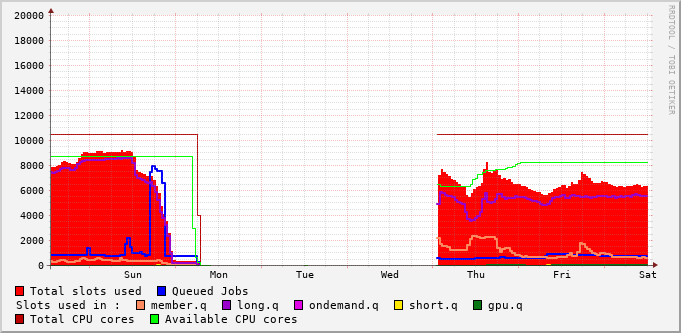 20000
18000
16000
14000
12000
10000
8000
6000
4000
2000
0
Sun Mon Tue Wed Thu Fri Sat
RRDTOOL / TOBI OETIKER
Total slots used Queued Jobs
Slots used in : member.q long.q ondemand.q short.q gpu.q
Total CPU cores Available CPU cores